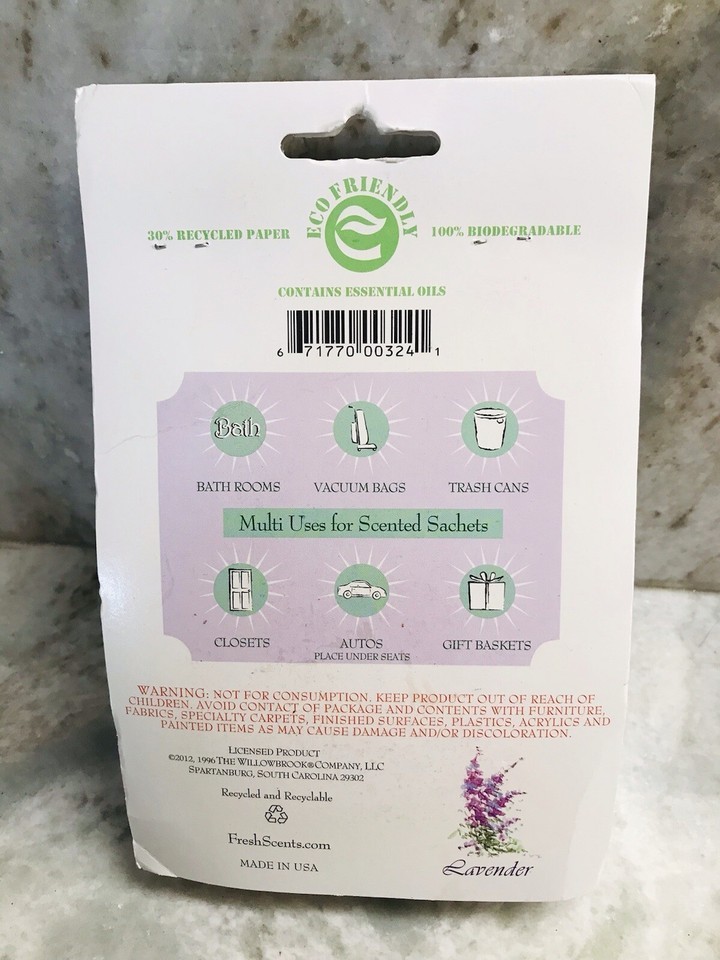 ECO FRIENDLY
30% RECYCLED PAPER
100% BIODEGRADABLE
CONTAINS ESSENTIAL OILS
6 71770 00324 1
Bath
BATH ROOMS
VACUUM BAGS
TRASH CANS
Multi Uses for Scented Sachets
CLOSETS
AUTOS
PLACE UNDER SEATS
GIFT BASKETS
WARNING: NOT FOR CONSUMPTION. KEEP PRODUCT OUT OF REACH OF
CHILDREN. AVOID CONTACT OF PACKAGE AND CONTENTS WITH FURNITURE,
FABRICS, SPECIALTY CARPETS, FINISHED SURFACES, PLASTICS, ACRYLICS AND
PAINTED ITEMS AS MAY CAUSE DAMAGE AND/OR DISCOLORATION.
LICENSED PRODUCT
©2012, 1996 THE WILLOWBROOK®COMPANY, LLC
SPARTANBURG, SOUTH CAROLINA 29302
Recycled and Recyclable
FreshScents.com
MADE IN USA
Lavender